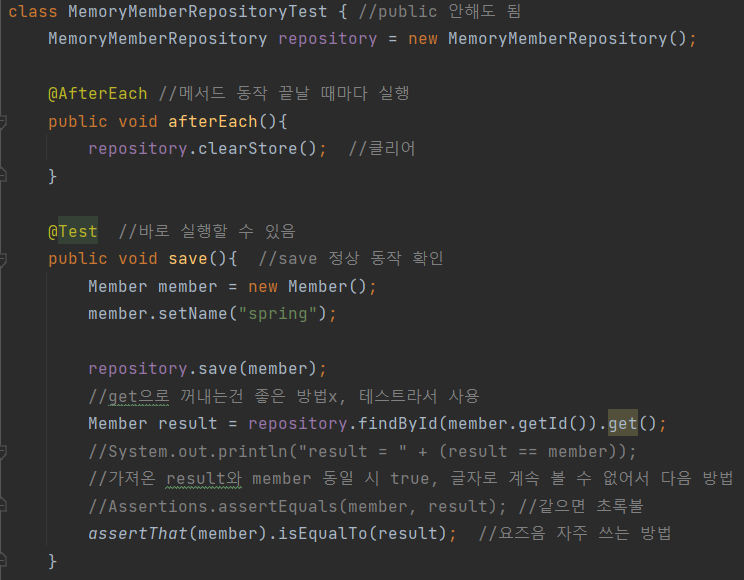 class MemoryMemberRepositoryTest { //public 안해도 됨
MemoryMemberRepository repository = new MemoryMemberRepository();
@AfterEach //메서드 동작 끝날 때마다 실행
public void afterEach(){
repository.clearStore();  //클리어
}
@Test  //바로 실행할 수 있음
public void save(){  //save 정상 동작 확인
Member member = new Member();
member.setName("spring");
repository.save(member);
//get으로 꺼내는건 좋은 방법x, 테스트라서 사용
Member result = repository.findById(member.getId()).get();
//System.out.println("result = " + (result == member));
//가져온 result와 member 동일 시 true, 글자로 계속 볼 수 없어서 다음 방법
//Assertions.assertEquals(member, result); //같으면 초록불
assertThat(member).isEqualTo(result);  //요즈음 자주 쓰는 방법
}